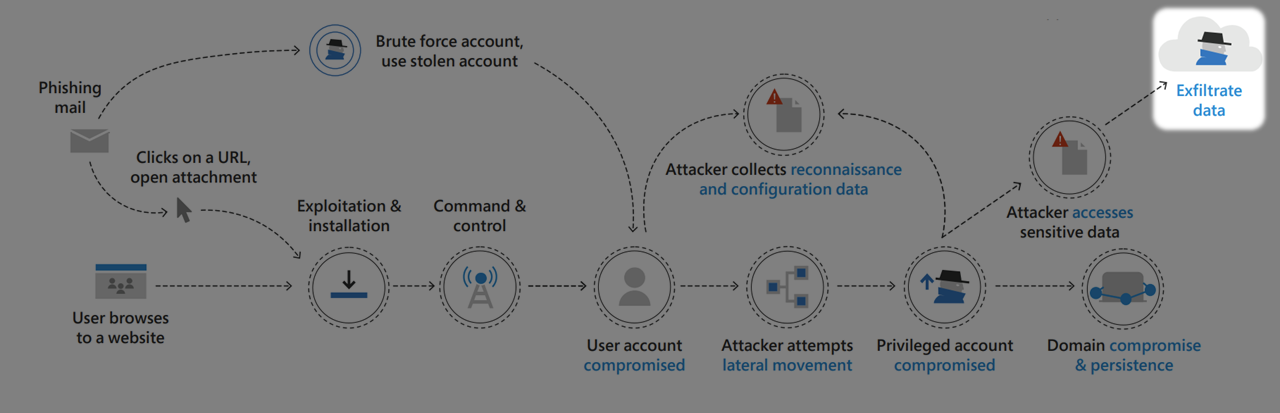 Phishing
mail
Brute force account,
use stolen account
Clicks on a URL,
open attachment
User browses
to a website
Exploitation &
installation
Command &
control
User account
compromised
Attacker collects reconnaissance
and configuration data
Attacker attempts
lateral movement
Privileged account
compromised
Attacker accesses
sensitive data
Domain compromise
& persistence
Exfiltrate
data